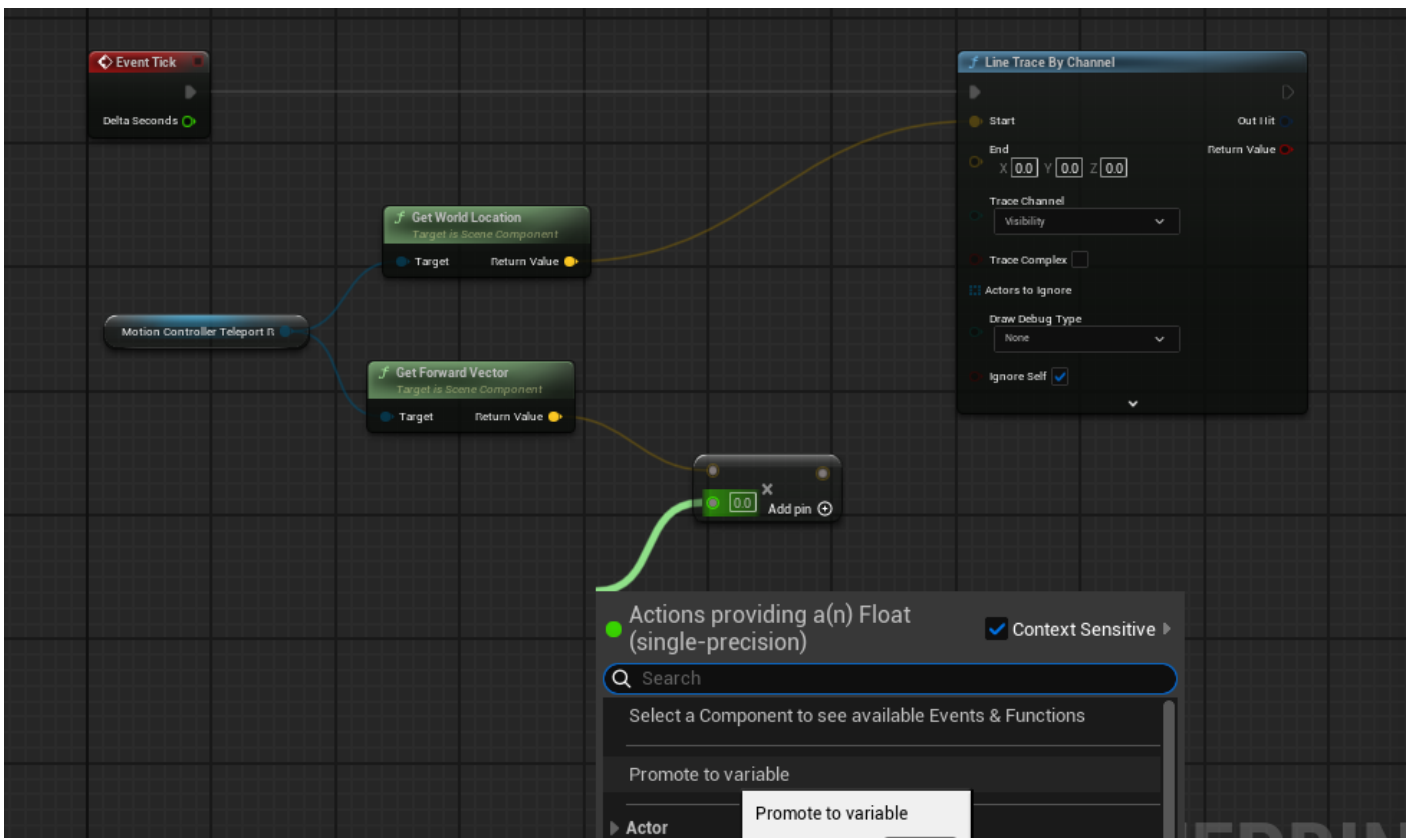 Event Tick
Delta Seconds
Line Trace By Channel
Start
Out Hit
End
X 0.0 Y 0.0 Z 0.0
Return Value
Trace Channel
Visibility
Trace Complex
Actors to Ignore
Draw Debug Type
None
Ignore Self
Get World Location
Target is Scene Component
Target Return Value
Motion Controller Teleport R
Get Forward Vector
Target is Scene Component
Target Return Value
0.0
Add pin
Actions providing a(n) Float
(single-precision)
Context Sensitive
Search
Select a Component to see available Events & Functions
Promote to variable
Promote to variable
Actor